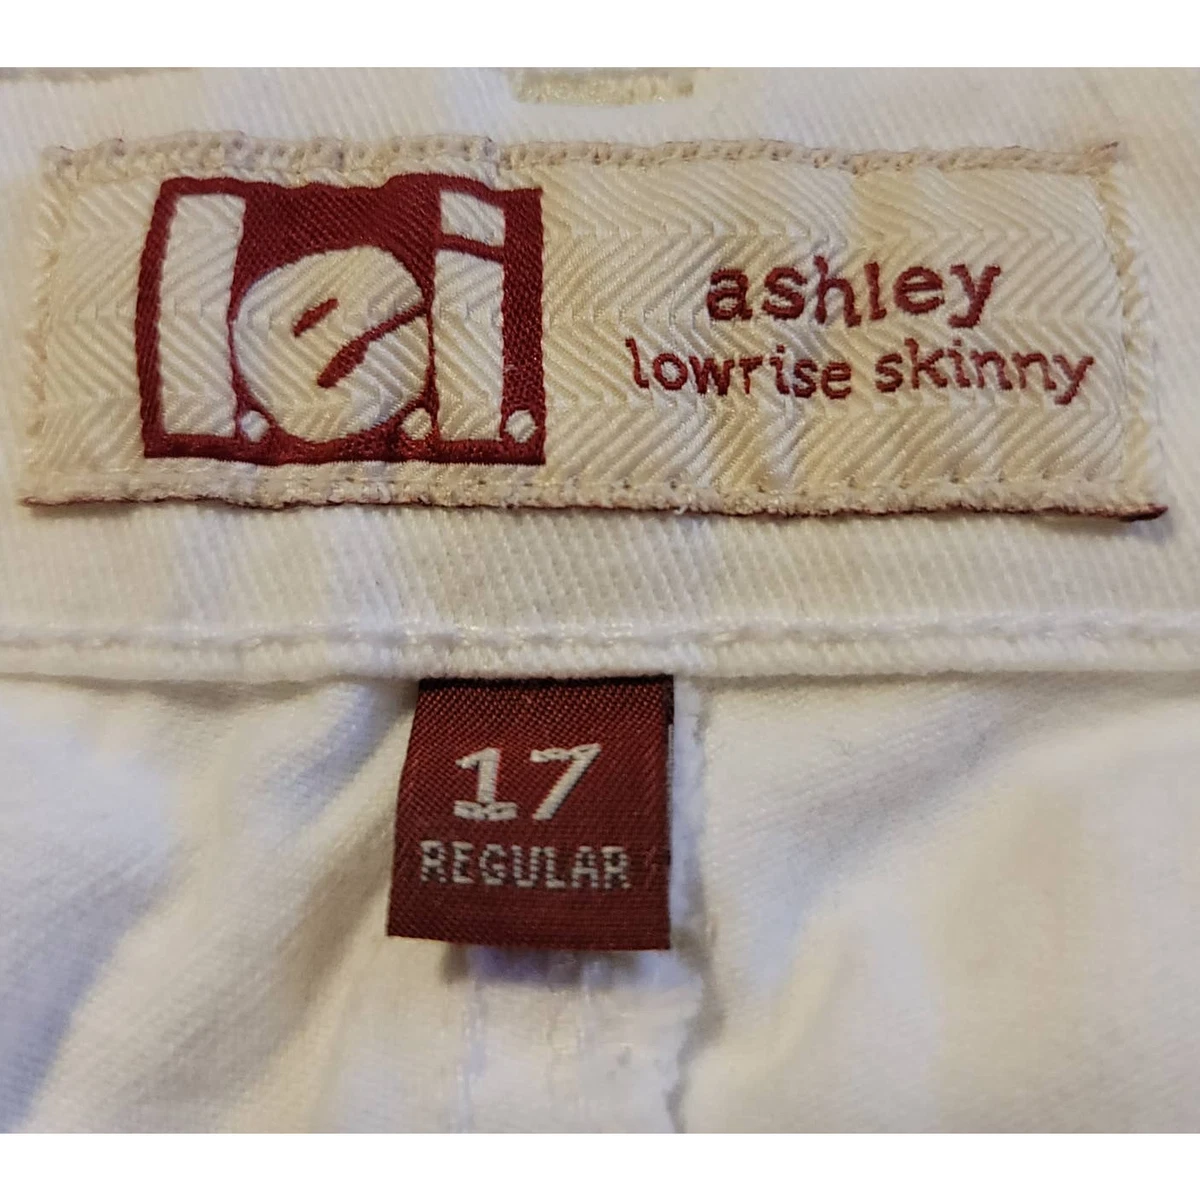 l.e.i.
ashley
lowrise skinny
17
REGULAR